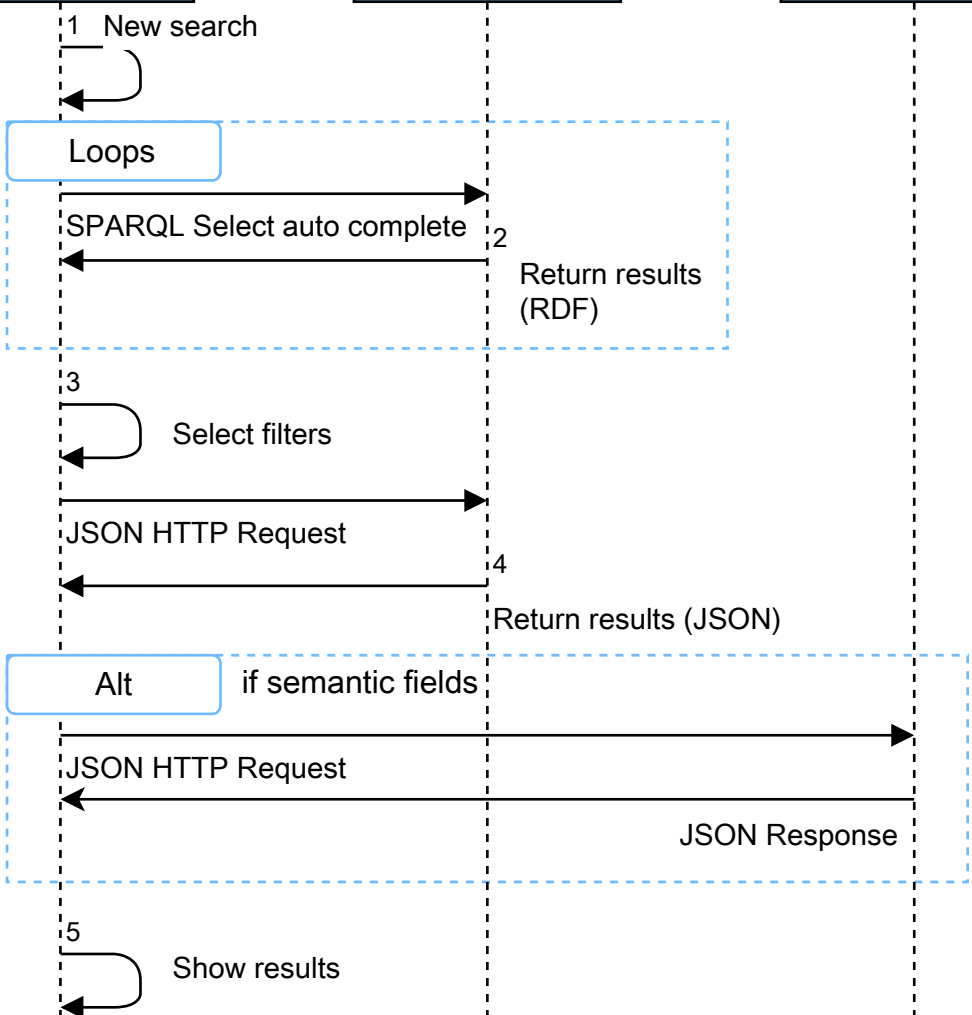 1 New search
Loops
SPARQL Select auto complete
2
Return results
(RDF)
3
Select filters
JSON HTTP Request
4
Return results (JSON)
Alt if semantic fields
JSON HTTP Request
JSON Response
5
Show results